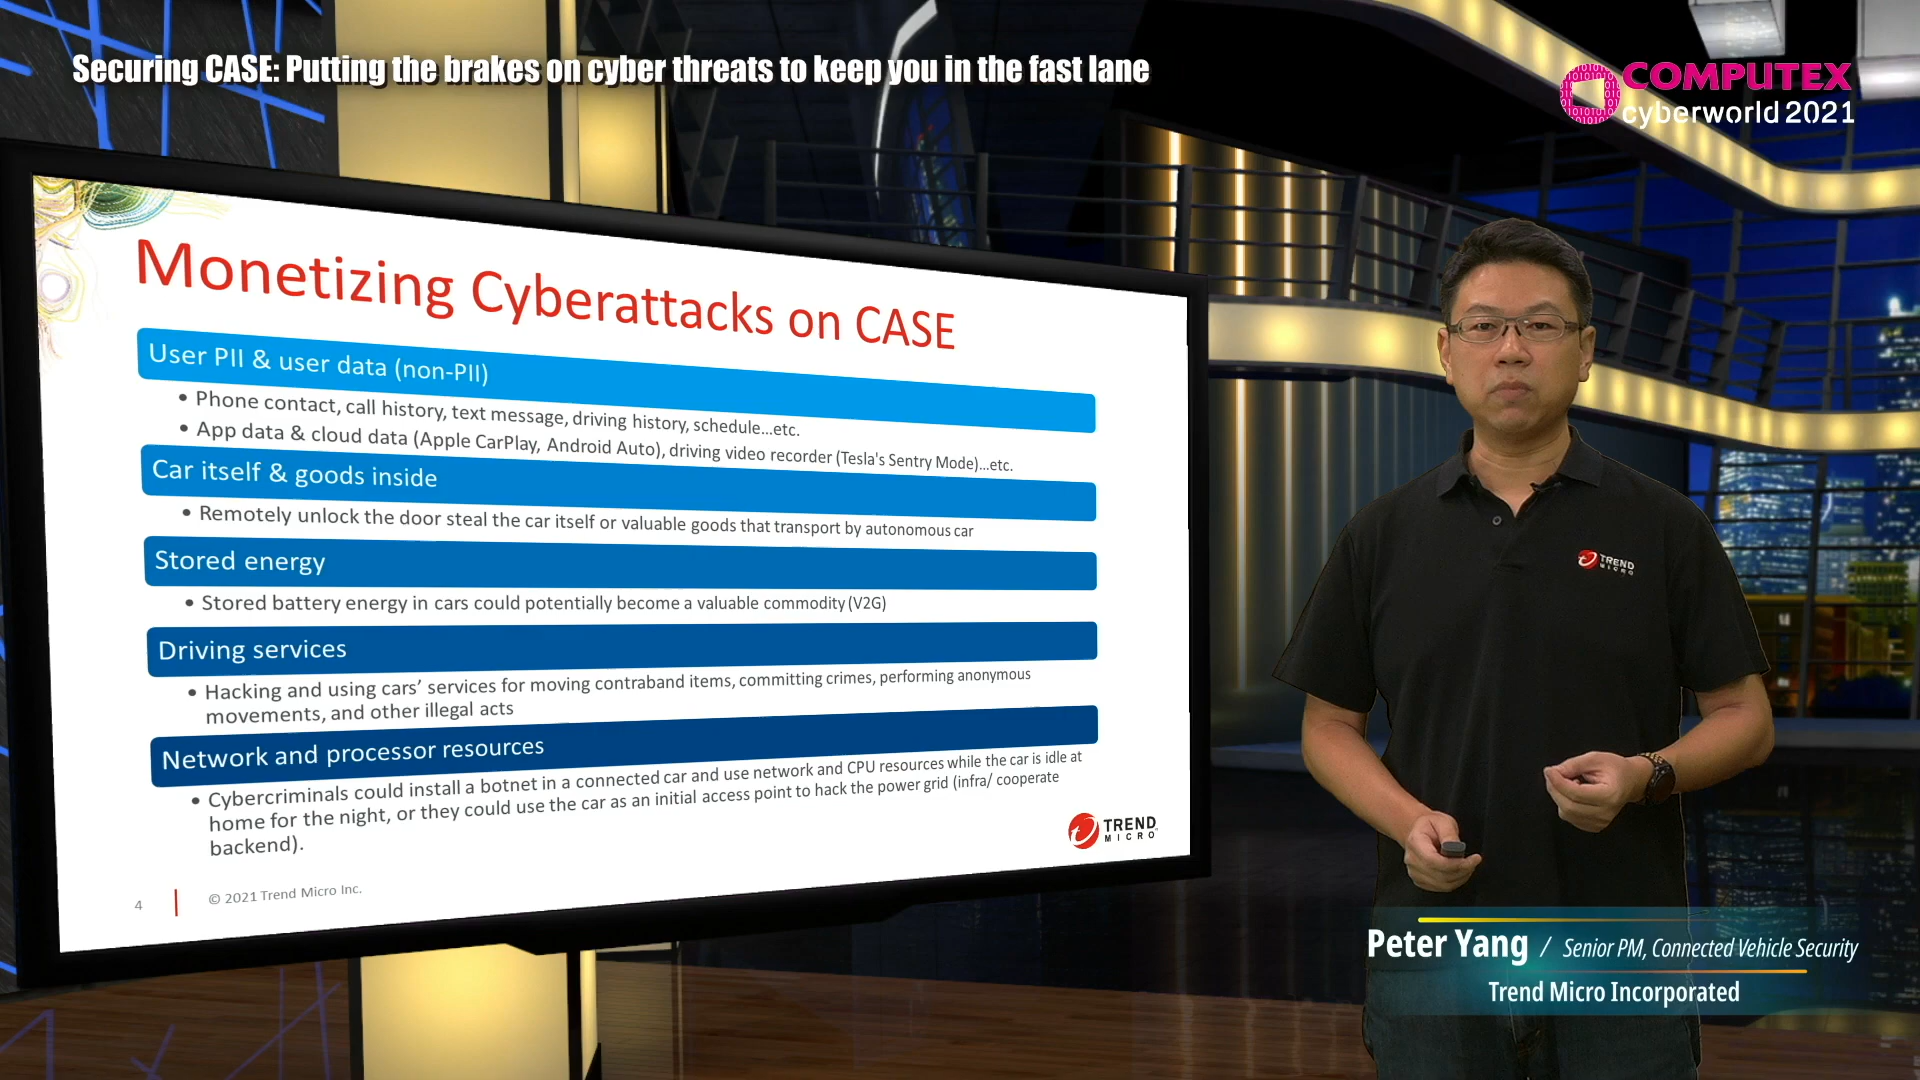 Securing CASE: Putting the brakes on cyber threats to keep you in the fast lane
COMPUTEX
cyberworld 2021
Monetizing Cyberattacks on CASE
User PII & user data (non-PII)
• Phone contact, call history, text message, driving history, schedule...etc.
• App data & cloud data (Apple CarPlay, Android Auto), driving video recorder (Tesla's Sentry Mode)...etc.
Car itself & goods inside
• Remotely unlock the door steal the car itself or valuable goods that transport by autonomous car
Stored energy
• Stored battery energy in cars could potentially become a valuable commodity (V2G)
Driving services
• Hacking and using cars’ services for moving contraband items, committing crimes, performing anonymous
movements, and other illegal acts
Network and processor resources
• Cybercriminals could install a botnet in a connected car and use network and CPU resources while the car is idle at
home for the night, or they could use the car as an initial access point to hack the power grid (infra/ cooperate
backend).
TREND
MICRO
4
© 2021 Trend Micro Inc.
TREND
MICRO
Peter Yang / Senior PM, Connected Vehicle Security
Trend Micro Incorporated